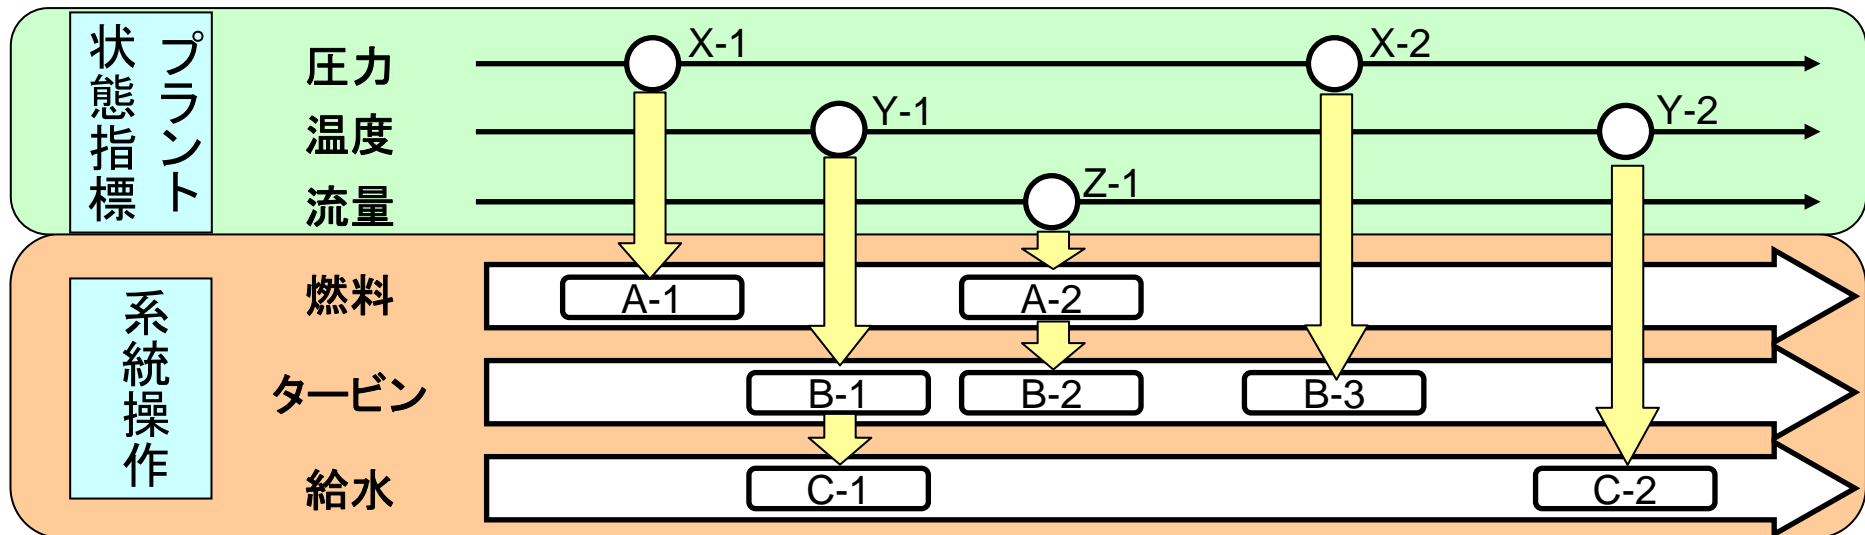 プラント
状態指標
圧力
X-1
X-2
温度
Y-1
Y-2
流量
Z-1
系統操作
燃料
A-1
A-2
タービン
B-1
B-2
B-3
給水
C-1
C-2